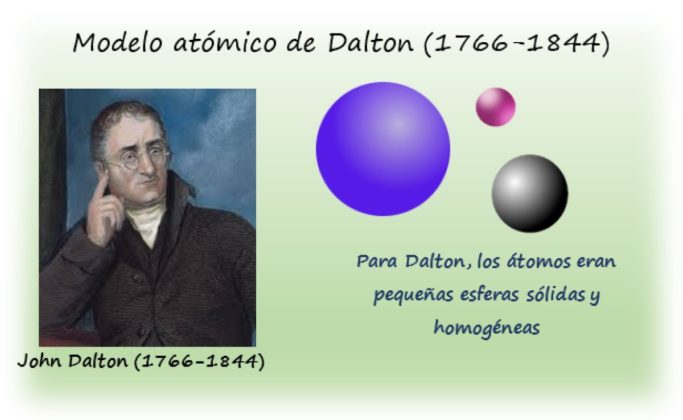 Modelo atómico de Dalton (1766-1844)
Para Dalton, los átomos eran
pequeñas esferas sólidas y
homogéneas
John Dalton (1766-1844)